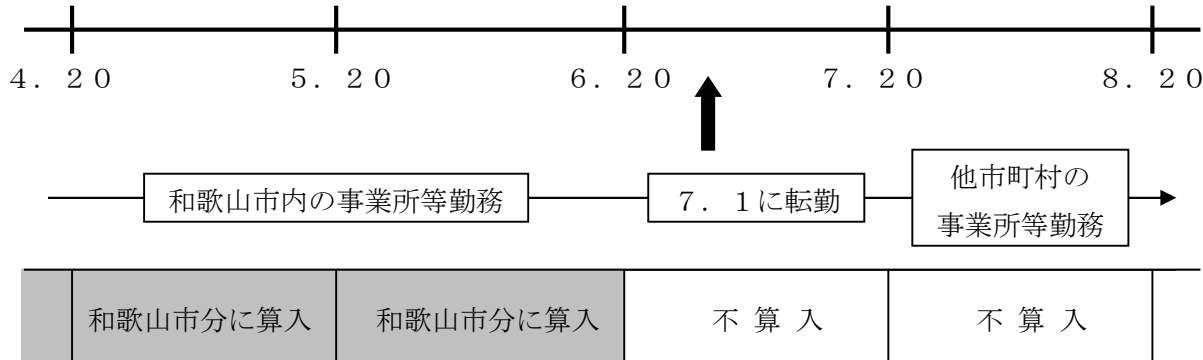 ４．２０ ５．２０ ６．２０ ７．２０ ８．２０
和歌山市内の事業所等勤務
７．１に転勤
他市町村の
事業所等勤務
和歌山市分に算入 和歌山市分に算入 不 算 入 不 算 入